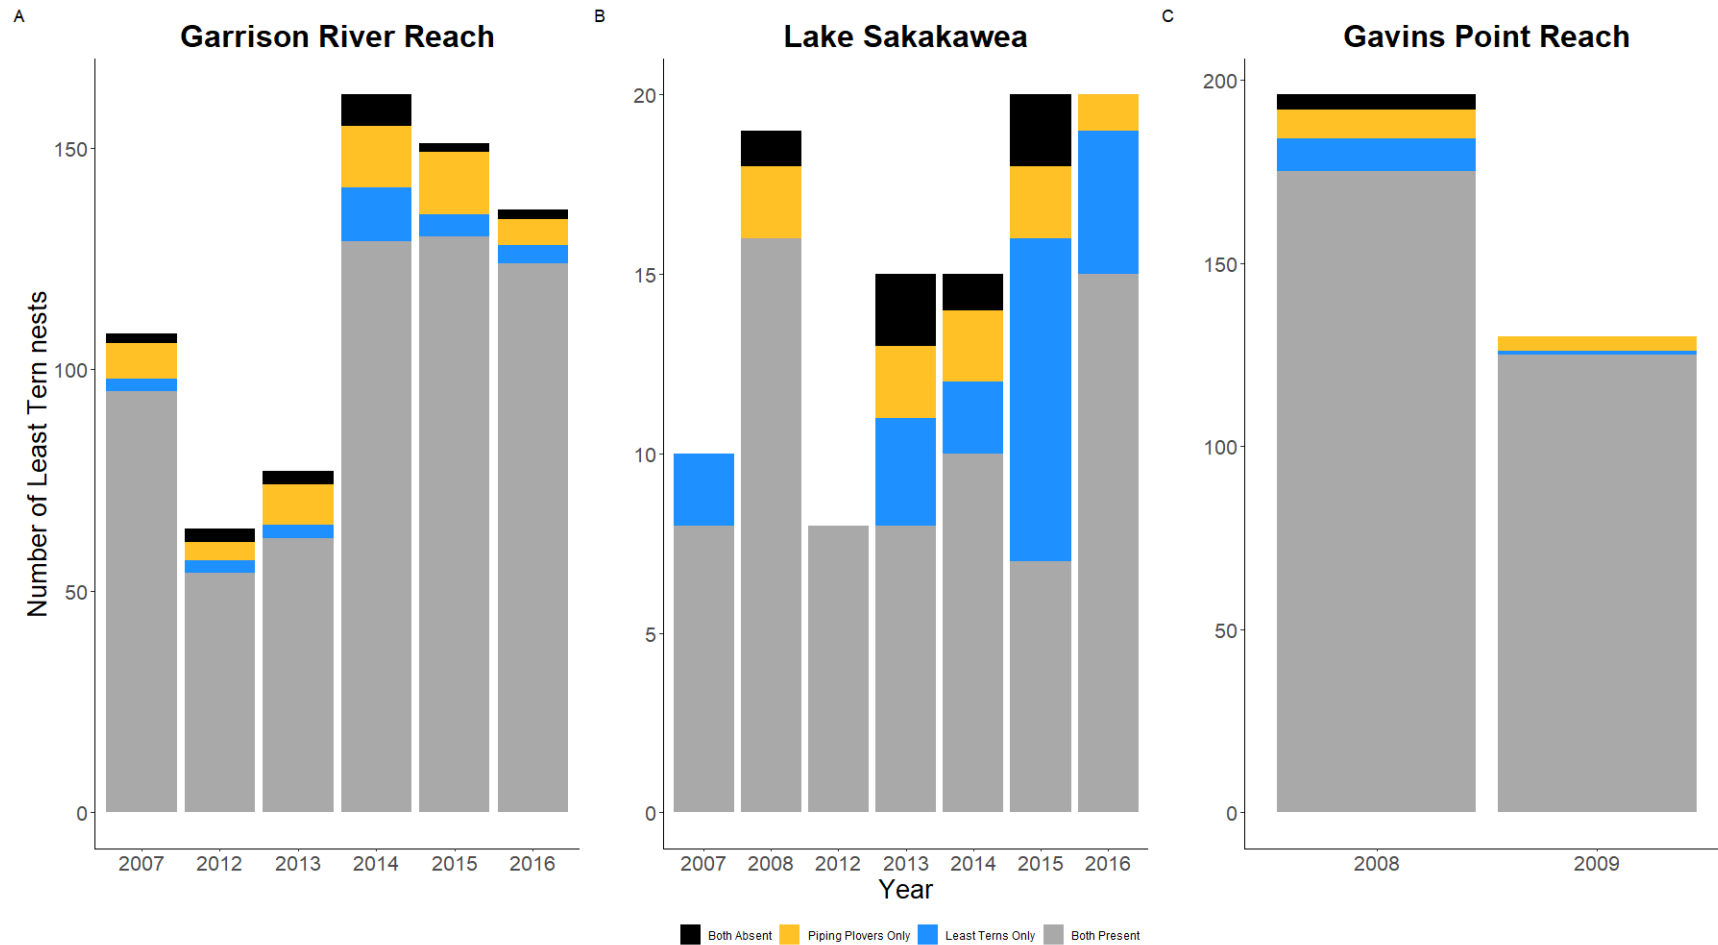 A
B
C
Garrison River Reach
Lake Sakakawea
Gavins Point Reach
Number of Least Tern nests
150
100
50
0
2007 2012 2013 2014 2015 2016
20
15
10
5
0
2007 2008 2012 2013 2014 2015 2016
200
150
100
50
0
2008 2009
Year
Both Absent Piping Plovers Only Least Terns Only Both Present